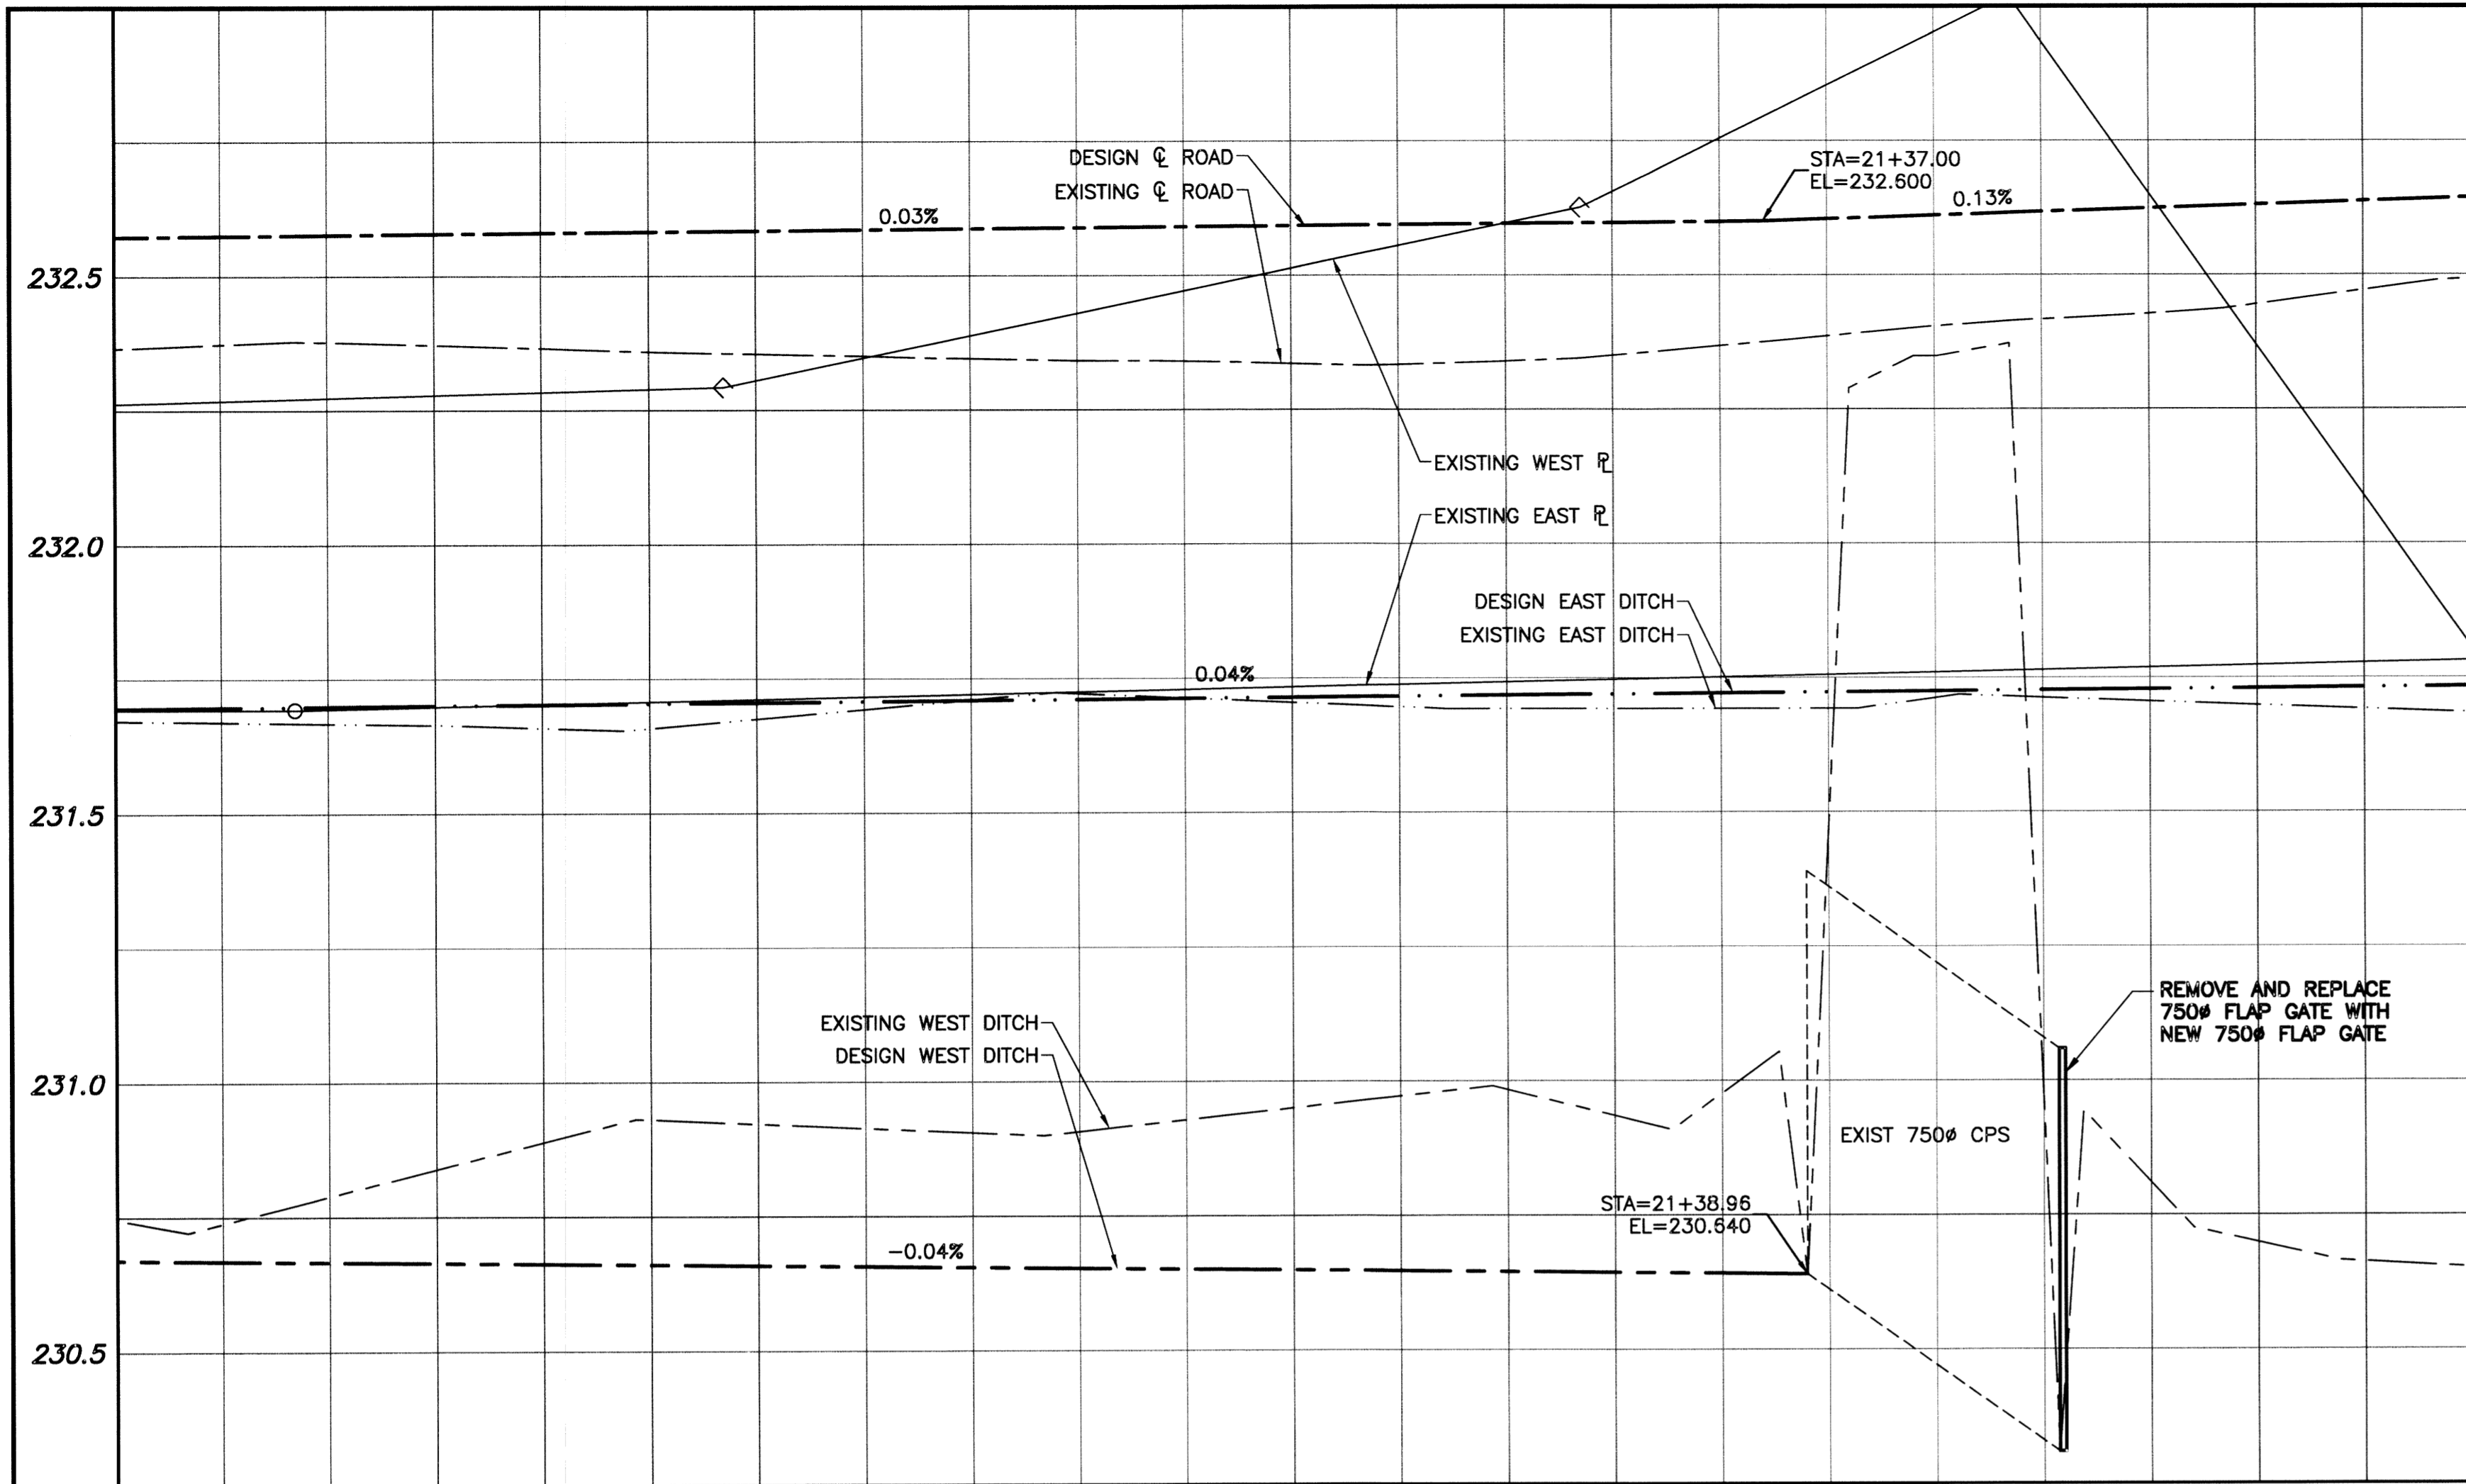 DESIGN ℄ ROAD
EXISTING ℄ ROAD
STA=21+37.00
EL=232.600
0.03%
0.13%
232.5
EXISTING WEST ⅊
EXISTING EAST ⅊
232.0
DESIGN EAST DITCH
EXISTING EAST DITCH
0.04%
231.5
REMOVE AND REPLACE
750ø FLAP GATE WITH
NEW 750ø FLAP GATE
EXISTING WEST DITCH
DESIGN WEST DITCH
231.0
EXIST 750ø CPS
STA=21+38.96
EL=230.640
-0.04%
230.5